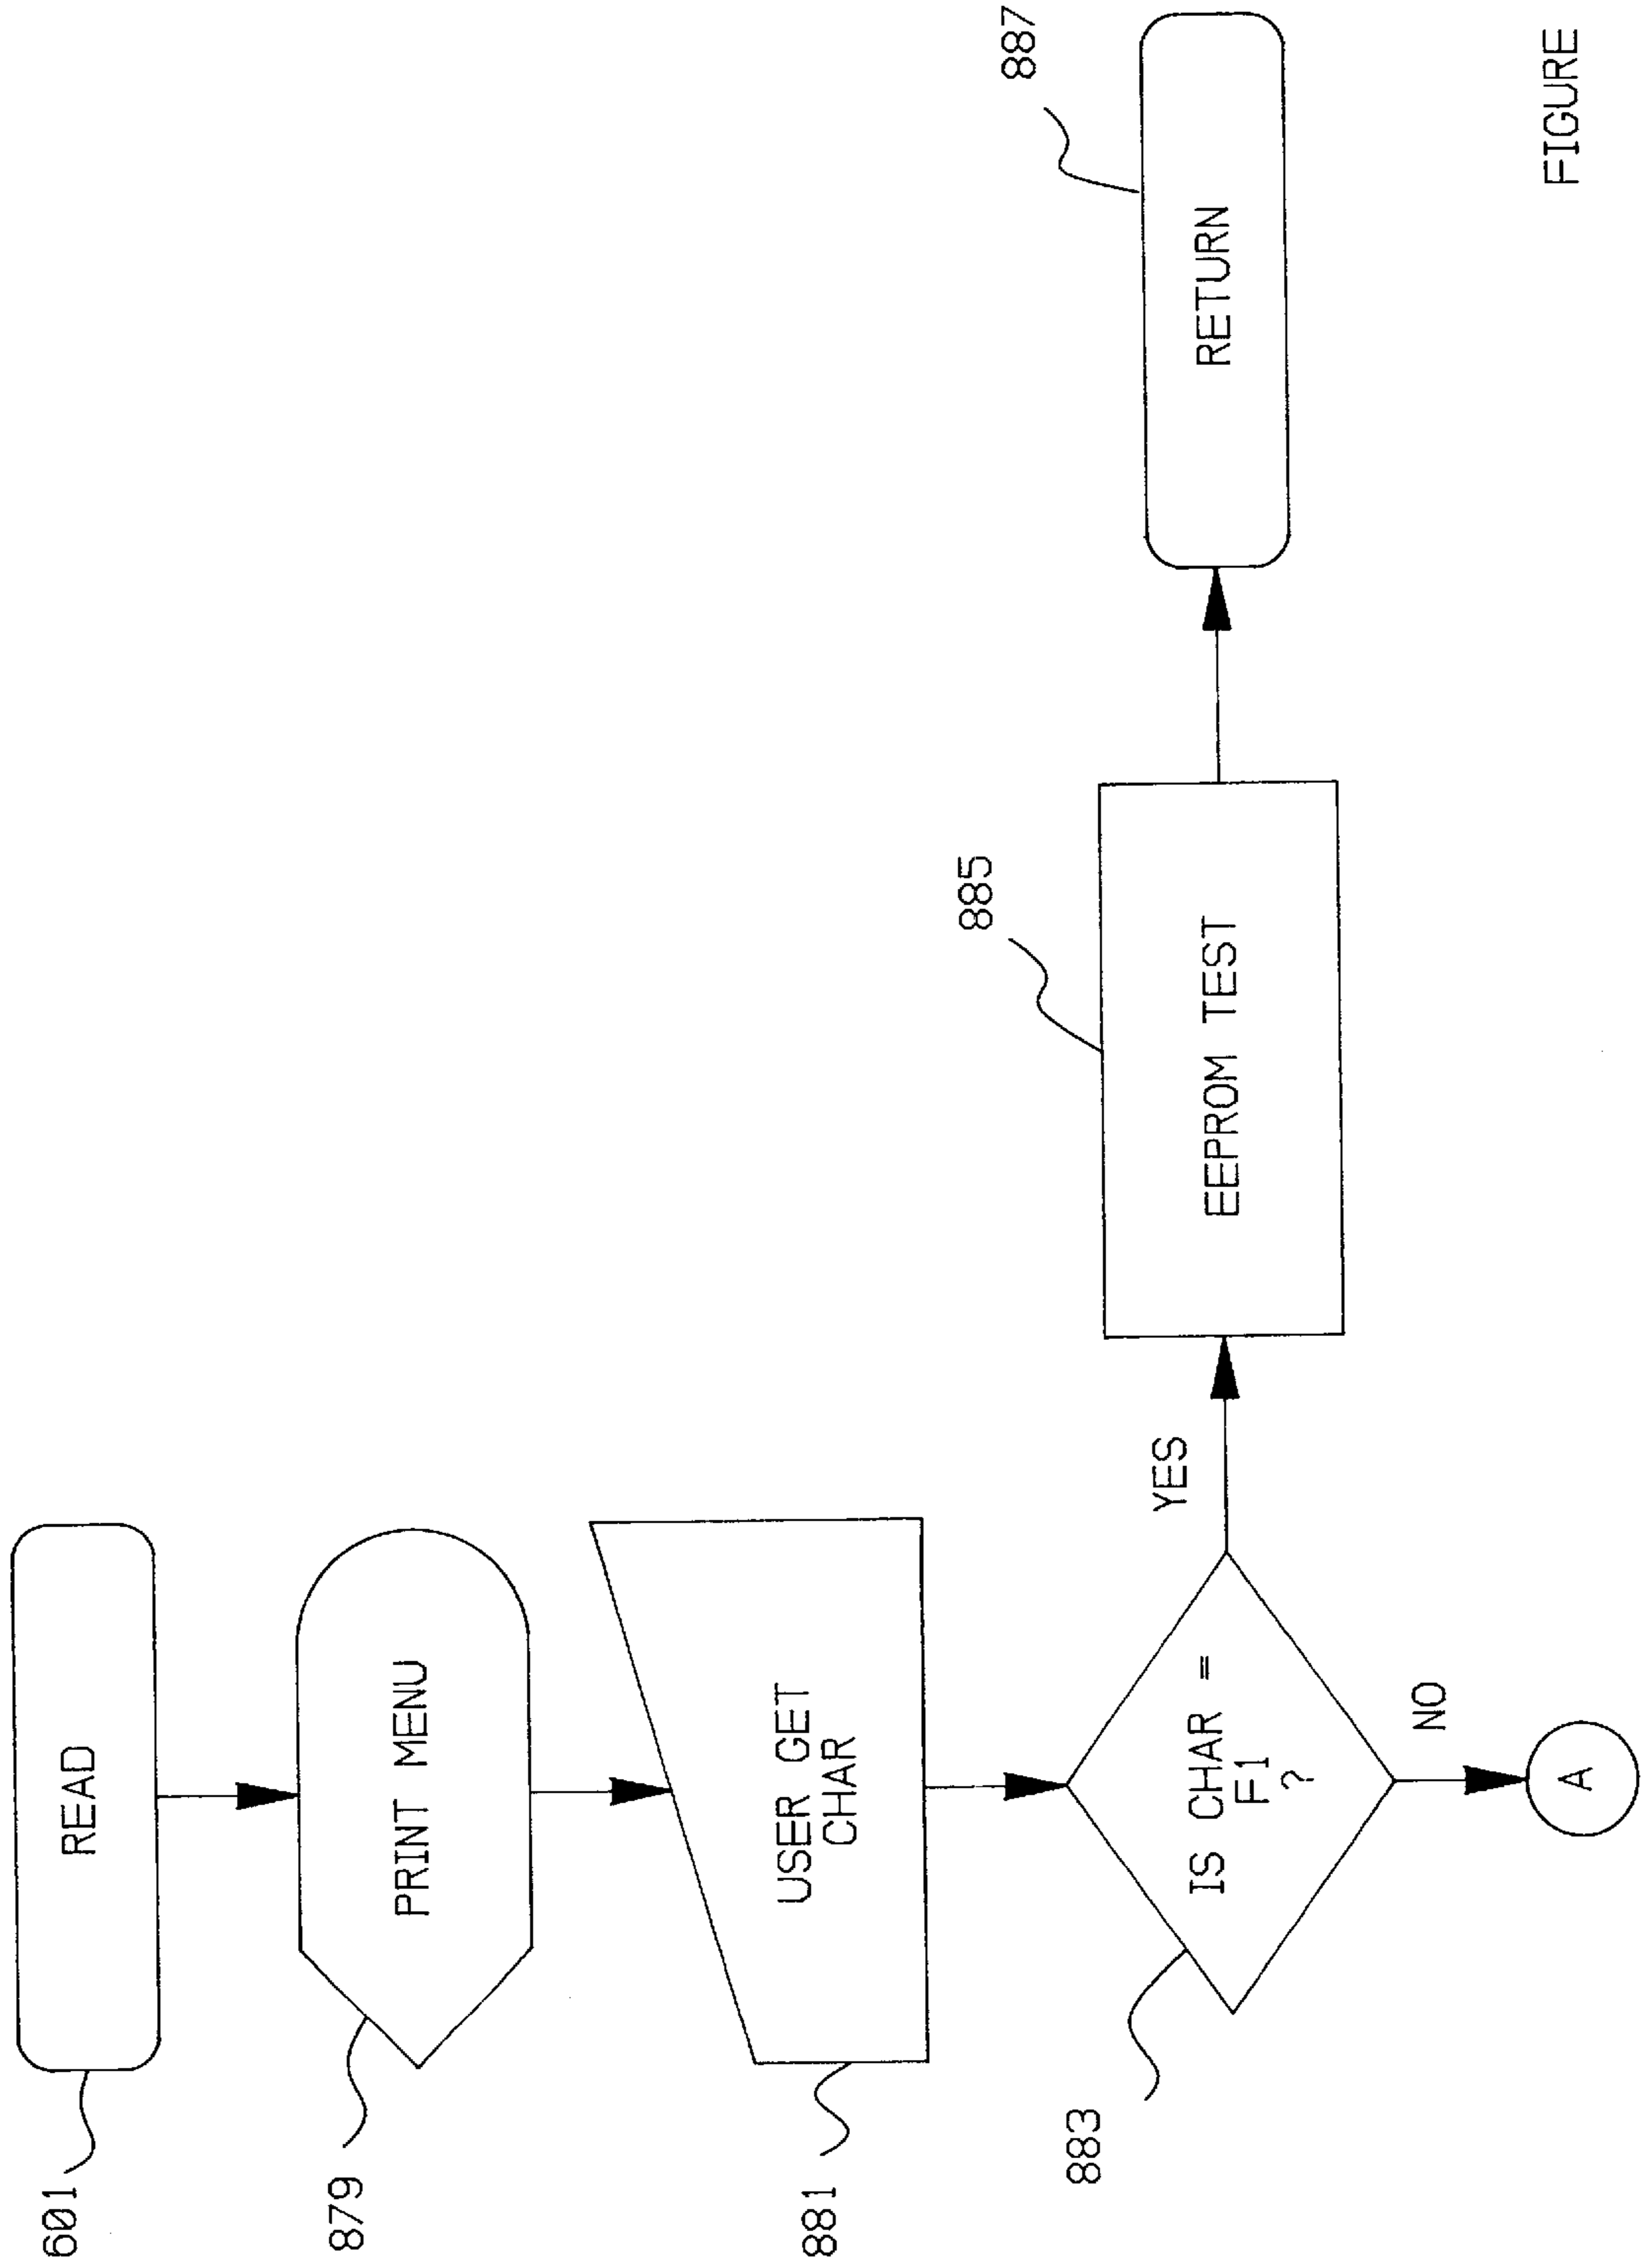 601
READ
879
PRINT MENU
881
USER GET
CHAR
883
IS CHAR =
F1
?
YES
885
EEPROM TEST
887
RETURN
NO
A
FIGURE